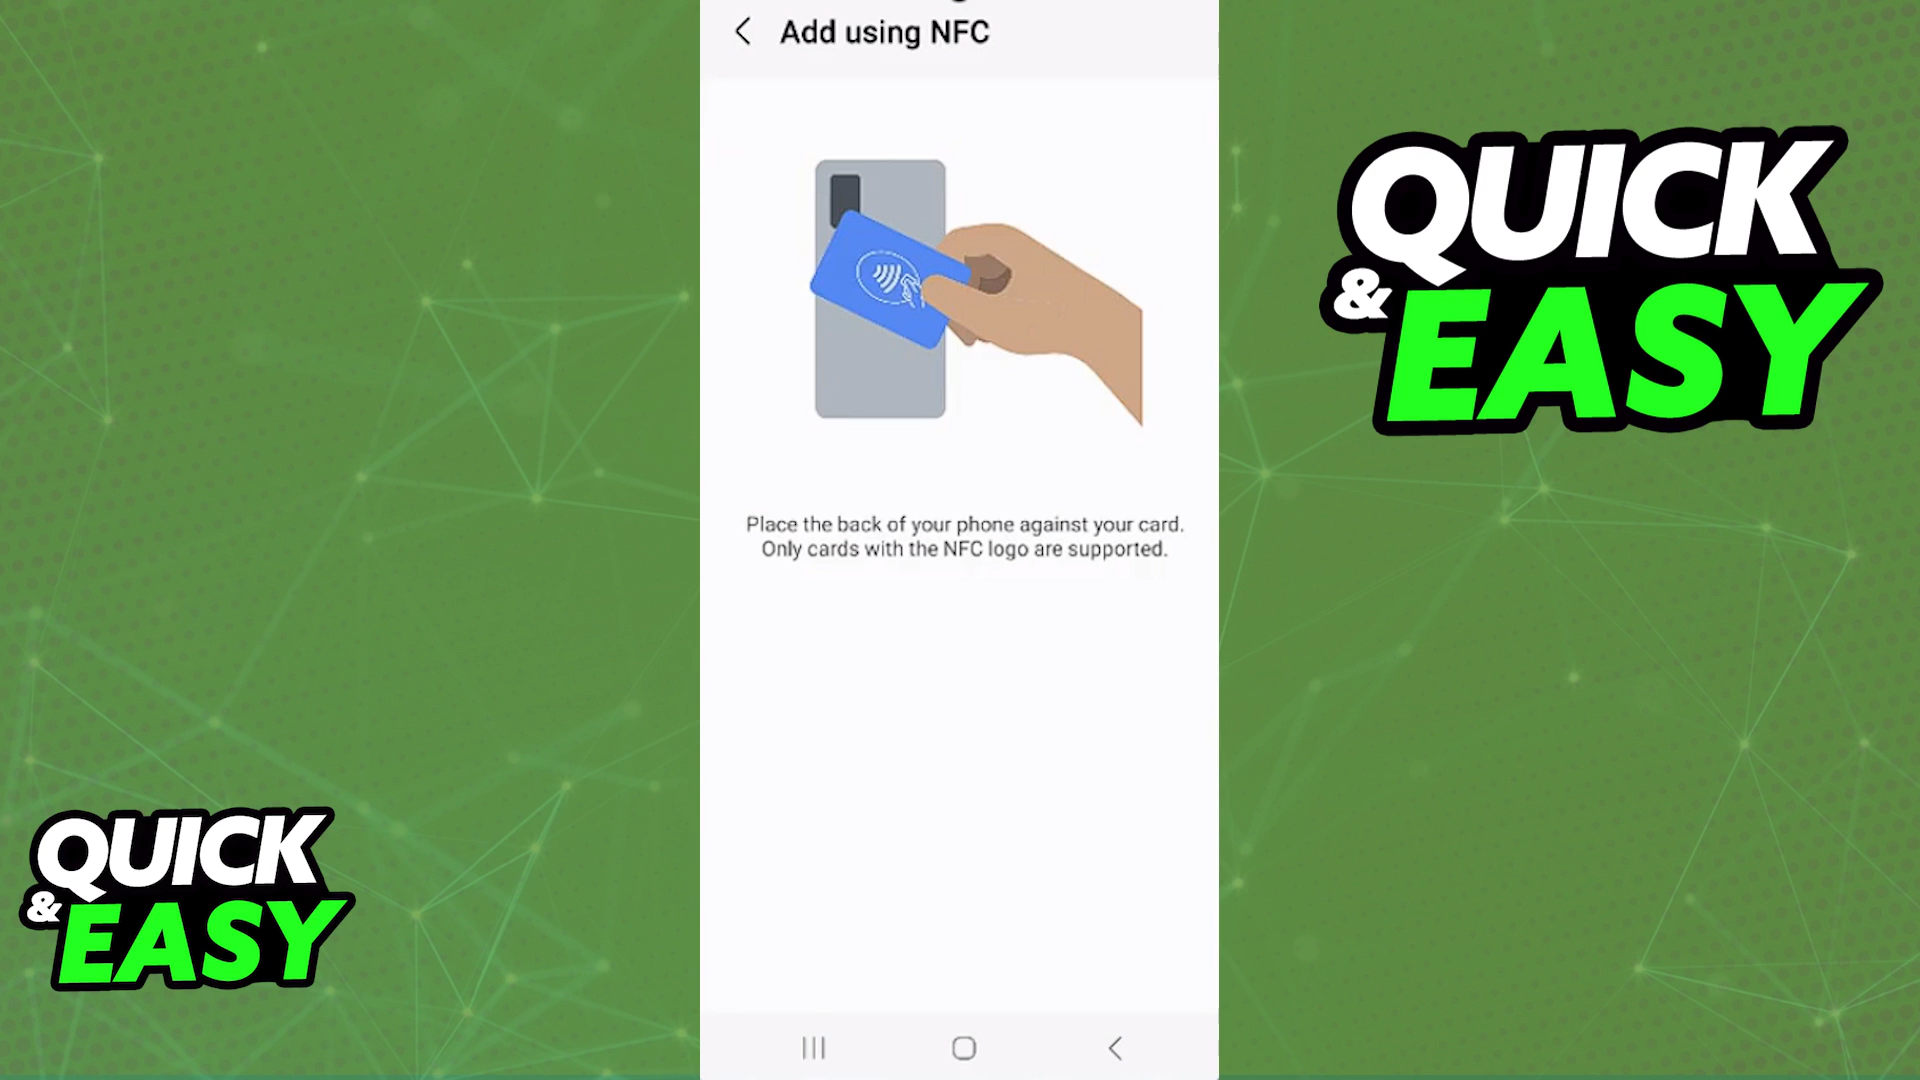 Add using NFC
Place the back of your phone against your card.
Only cards with the NFC logo are supported.
QUICK
& EASY
QUICK
& EASY